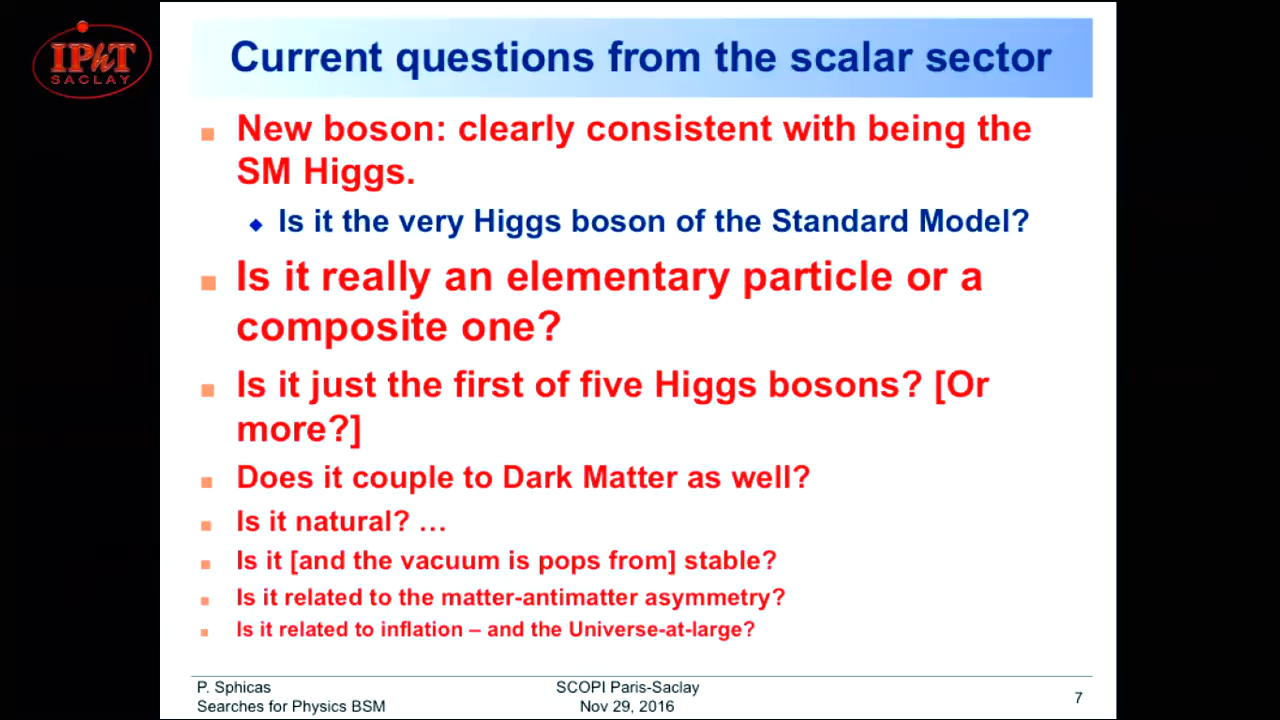 IPhT
SACLAY
Current questions from the scalar sector
New boson: clearly consistent with being the
SM Higgs.
Is it the very Higgs boson of the Standard Model?
Is it really an elementary particle or a
composite one?
Is it just the first of five Higgs bosons? [Or
more?]
Does it couple to Dark Matter as well?
Is it natural? …
Is it [and the vacuum is pops from] stable?
Is it related to the matter-antimatter asymmetry?
Is it related to inflation – and the Universe-at-large?
P. Sphicas
Searches for Physics BSM
SCOPI Paris-Saclay
Nov 29, 2016
7